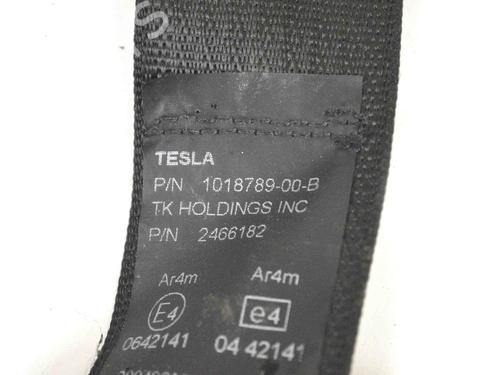 TESLA
P/N 1018789-00-B
TK HOLDINGS INC
P/N 2466182
Ar4m Ar4m
E4 e4
0642141 04 42141